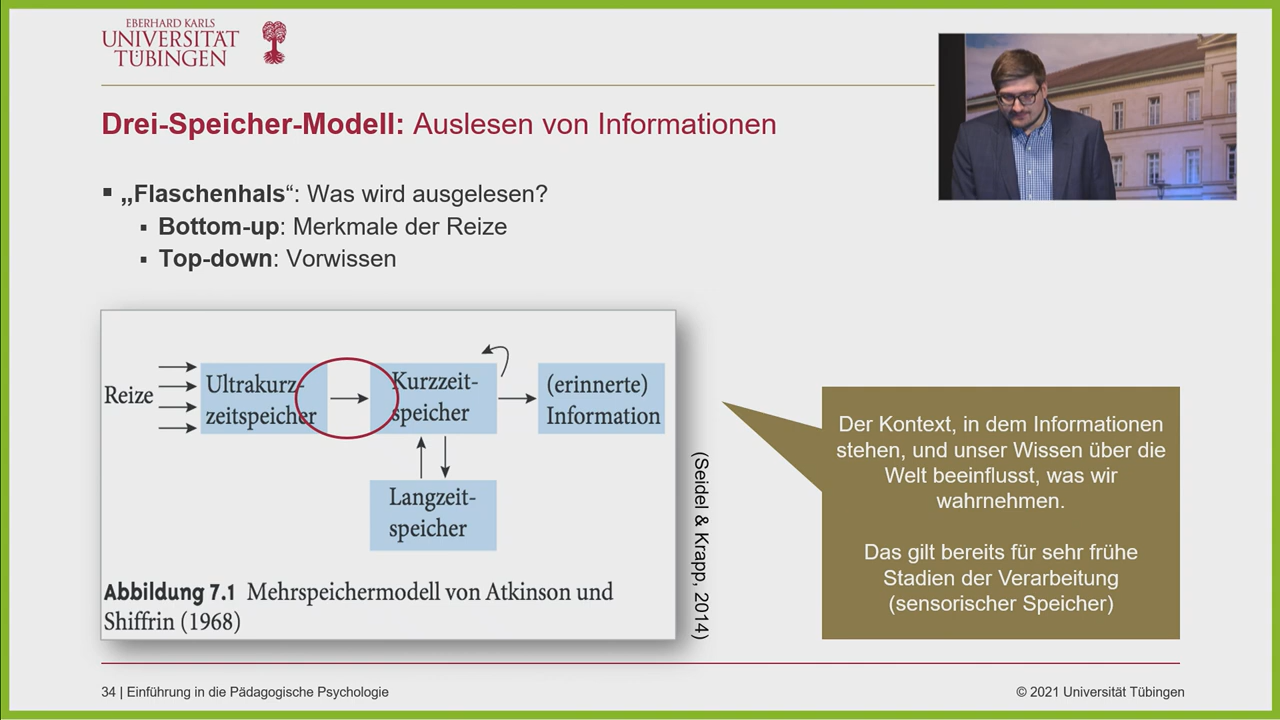 EBERHARD KARLS
UNIVERSITÄT
TÜBINGEN
Drei-Speicher-Modell: Auslesen von Informationen
▪ „Flaschenhals“: Was wird ausgelesen?
▪ Bottom-up: Merkmale der Reize
▪ Top-down: Vorwissen
Reize
Ultrakurz-
zeitspeicher
Kurzzeit-
speicher
(erinnerte)
Information
Langzeit-
speicher
Abbildung 7.1 Mehrspeichermodell von Atkinson und
Shiffrin (1968)
(Seidel & Krapp, 2014)
Der Kontext, in dem Informationen
stehen, und unser Wissen über die
Welt beeinflusst, was wir
wahrnehmen.
Das gilt bereits für sehr frühe
Stadien der Verarbeitung
(sensorischer Speicher)
34 | Einführung in die Pädagogische Psychologie
© 2021 Universität Tübingen